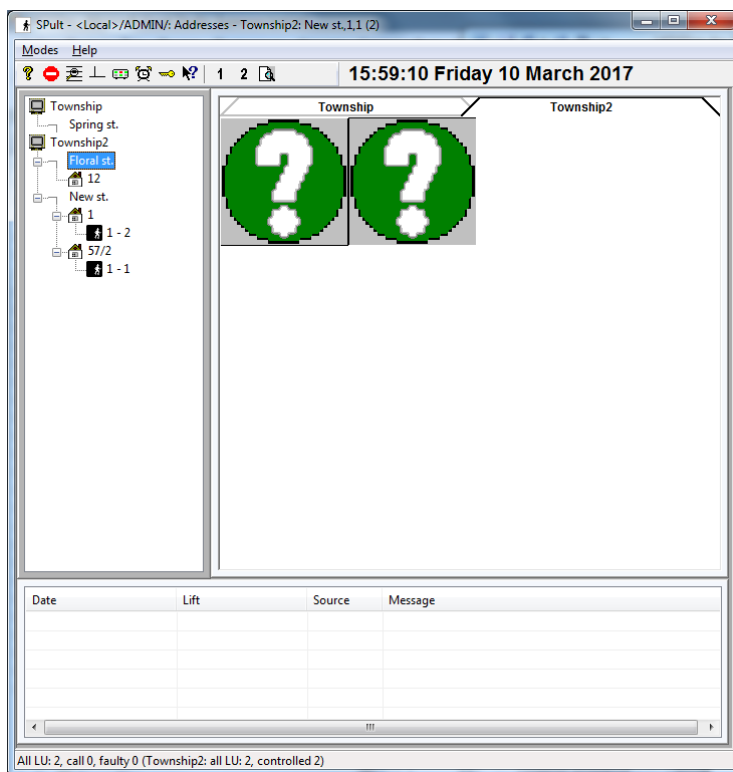 SPult - <Local>/ADMIN/: Addresses - Township2: New st.,1,1 (2)
Modes Help
1 2 15:59:10 Friday 10 March 2017
Township
Spring st.
Township2
Floral st.
12
New st.
1
1 - 2
57/2
1 - 1
Township Township2
Date Lift Source Message
All LU: 2, call 0, faulty 0 (Township2: all LU: 2, controlled 2)